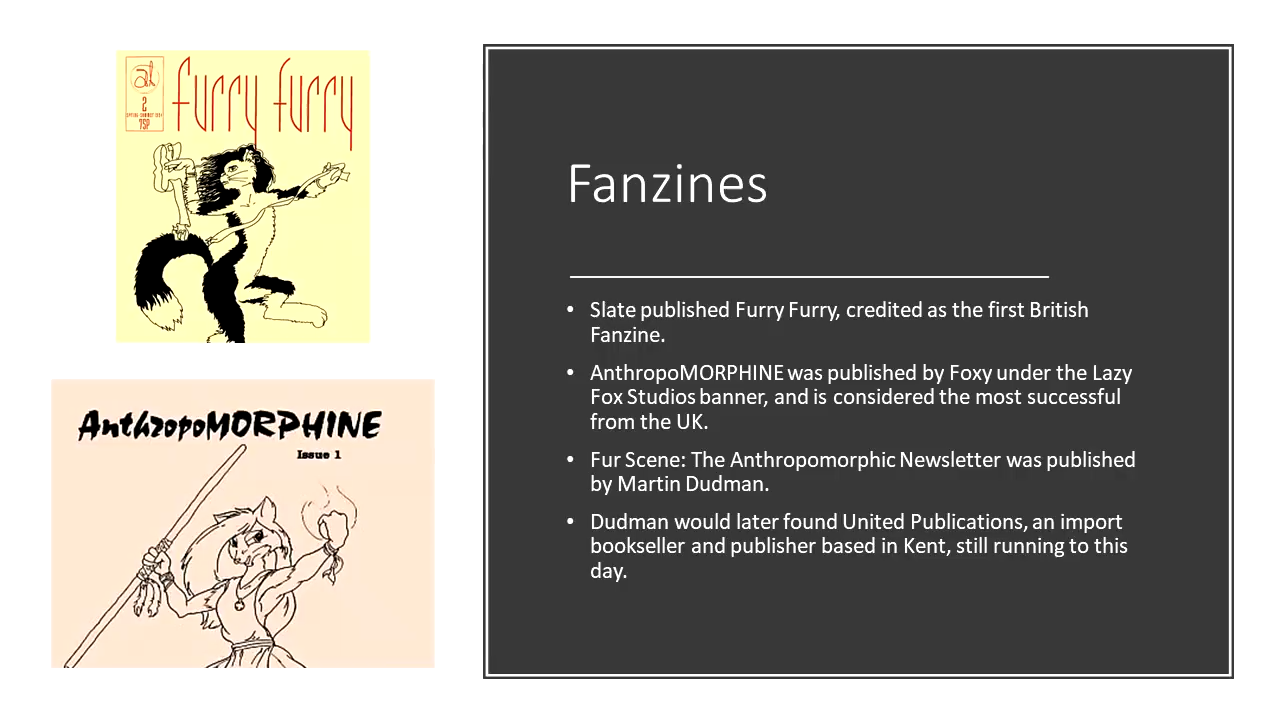 furry furry
2
75P
AnthropoMORPHINE
Issue 1
Fanzines
• Slate published Furry Furry, credited as the first British
Fanzine.
• AnthropoMORPHINE was published by Foxy under the Lazy
Fox Studios banner, and is considered the most successful
from the UK.
• Fur Scene: The Anthropomorphic Newsletter was published
by Martin Dudman.
• Dudman would later found United Publications, an import
bookseller and publisher based in Kent, still running to this
day.